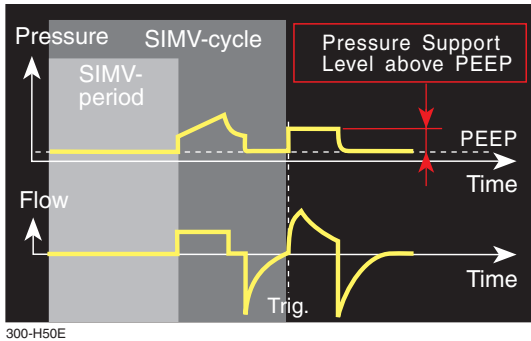 Pressure
SIMV-cycle
SIMV-
period
Pressure Support
Level above PEEP
PEEP
Time
Flow
Time
Trig.
300-H50E